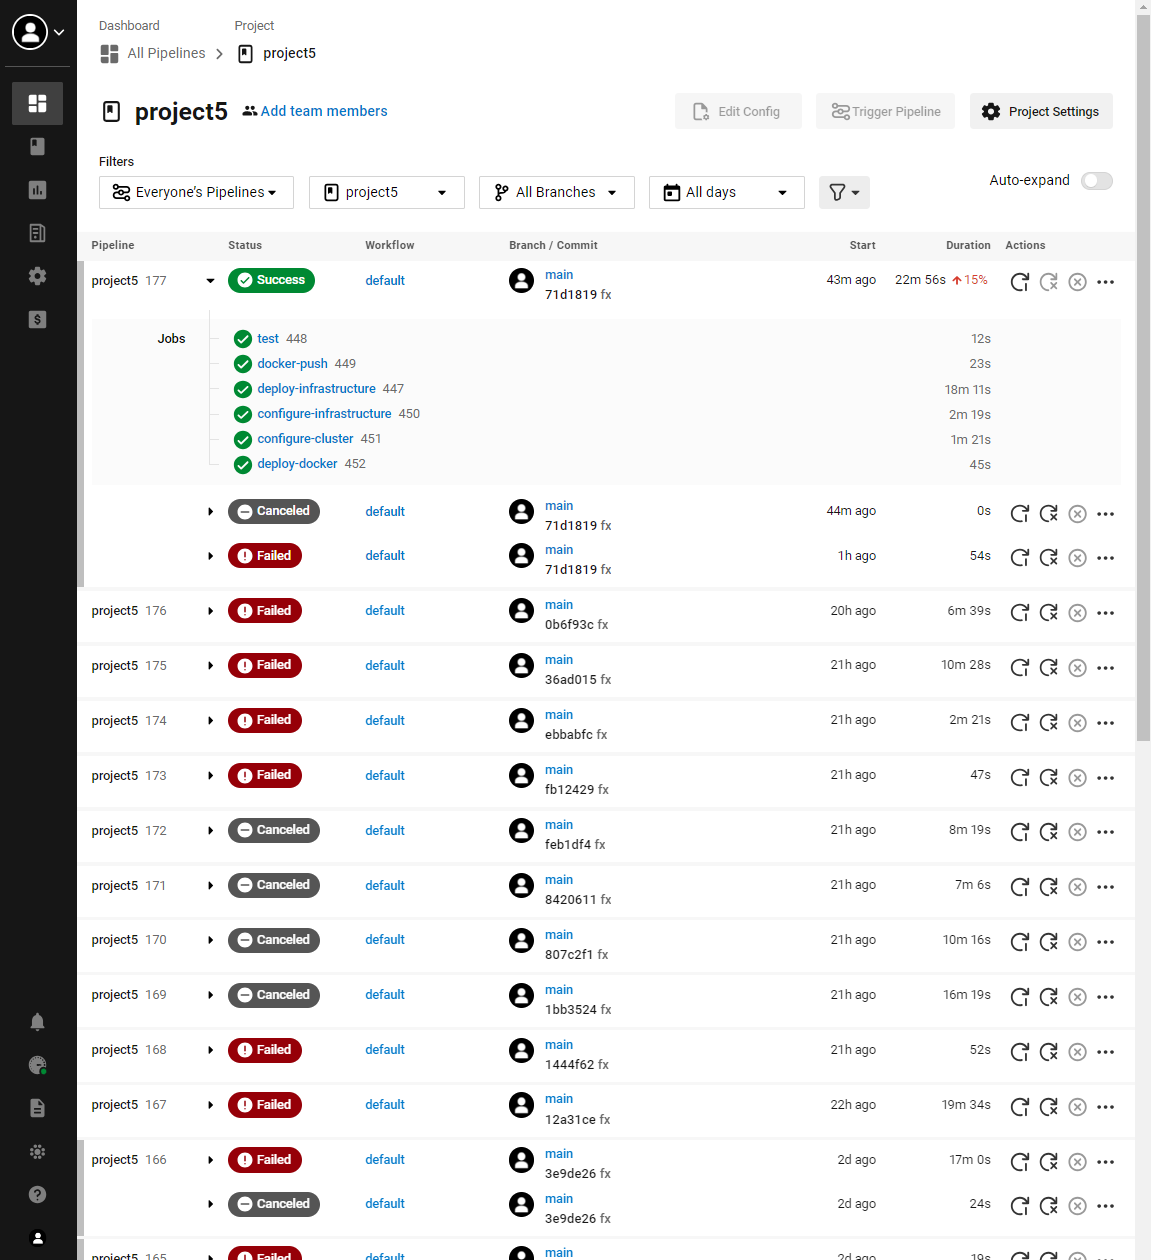 Dashboard Project
All Pipelines project5
project5 Add team members Edit Config Trigger Pipeline Project Settings
Filters
Everyone's Pipelines project5 All Branches All days Auto-expand
Pipeline Status Workflow Branch / Commit Start Duration Actions
project5 177 Success default main 43m ago 22m 56s 15%
71d1819 fx
Jobs test 448 12s
docker-push 449 23s
deploy-infrastructure 447 18m 11s
configure-infrastructure 450 2m 19s
configure-cluster 451 1m 21s
deploy-docker 452 45s
Canceled default main 44m ago 0s
71d1819 fx
Failed default main 1h ago 54s
71d1819 fx
project5 176 Failed default main 20h ago 6m 39s
0b6f93c fx
project5 175 Failed default main 21h ago 10m 28s
36ad015 fx
project5 174 Failed default main 21h ago 2m 21s
ebbabfc fx
project5 173 Failed default main 21h ago 47s
fb12429 fx
project5 172 Canceled default main 21h ago 8m 19s
feb1df4 fx
project5 171 Canceled default main 21h ago 7m 6s
8420611 fx
project5 170 Canceled default main 21h ago 10m 16s
807c2f1 fx
project5 169 Canceled default main 21h ago 16m 19s
1bb3524 fx
project5 168 Failed default main 21h ago 52s
1444f62 fx
project5 167 Failed default main 22h ago 19m 34s
12a31ce fx
project5 166 Failed default main 2d ago 17m 0s
3e9de26 fx
Canceled default main 2d ago 24s
3e9de26 fx
project5 165 Failed default main 2d ago 19s